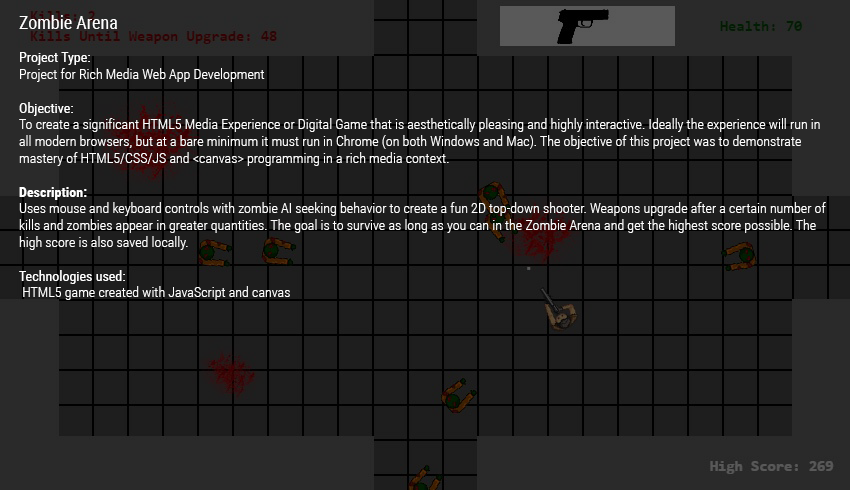 Zombie Arena
Kills: 2
Kills Until Weapon Upgrade: 48
Health: 70
Project Type:
Project for Rich Media Web App Development
Objective:
To create a significant HTML5 Media Experience or Digital Game that is aesthetically pleasing and highly interactive. Ideally the experience will run in
all modern browsers, but at a bare minimum it must run in Chrome (on both Windows and Mac). The objective of this project was to demonstrate
mastery of HTML5/CSS/JS and <canvas> programming in a rich media context.
Description:
Uses mouse and keyboard controls with zombie AI seeking behavior to create a fun 2D top-down shooter. Weapons upgrade after a certain number of
kills and zombies appear in greater quantities. The goal is to survive as long as you can in the Zombie Arena and get the highest score possible. The
high score is also saved locally.
Technologies used:
HTML5 game created with JavaScript and canvas
High Score: 269